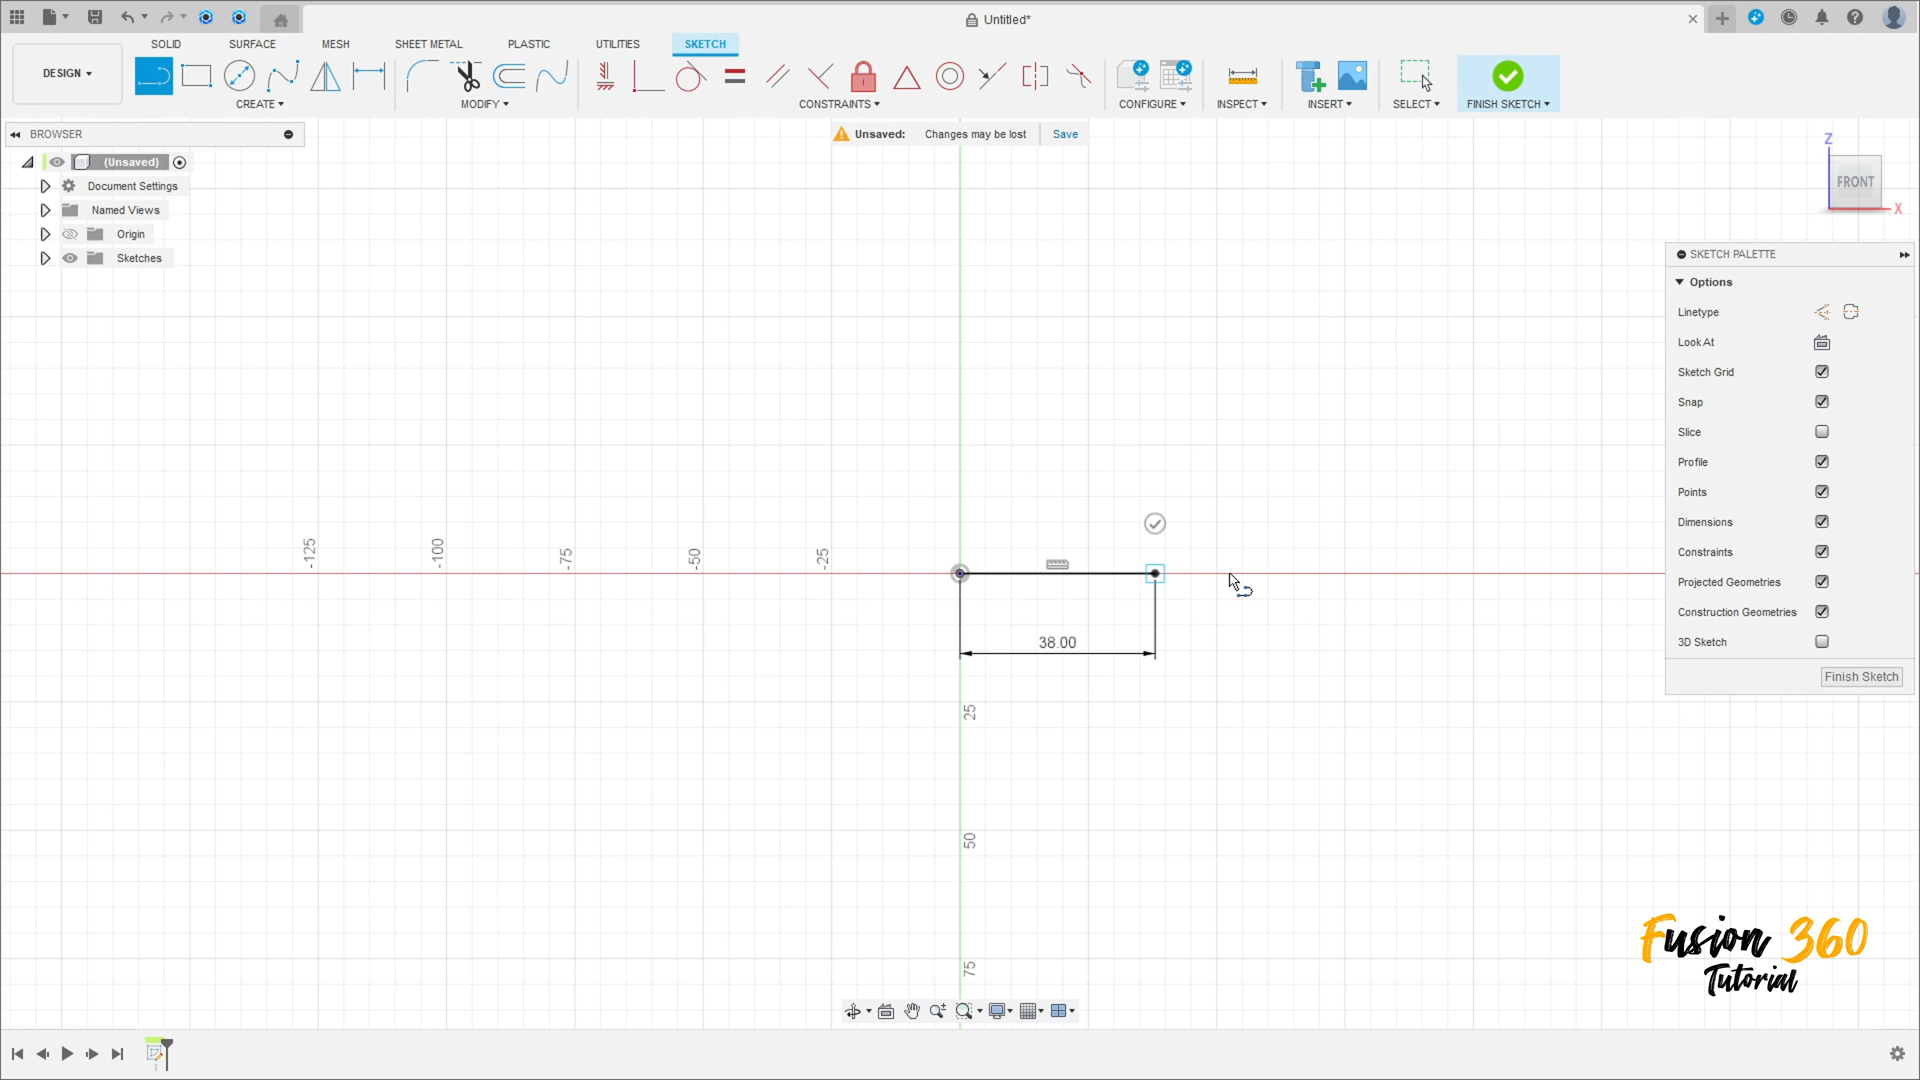 Untitled*
SOLID SURFACE MESH SHEET METAL PLASTIC UTILITIES SKETCH
DESIGN
CREATE MODIFY CONSTRAINTS CONFIGURE INSPECT INSERT SELECT FINISH SKETCH
BROWSER
Unsaved: Changes may be lost Save
(Unsaved)
Document Settings
Named Views
Origin
Sketches
Z
FRONT
X
SKETCH PALETTE
Options
Linetype
Look At
Sketch Grid
Snap
Slice
Profile
Points
Dimensions
Constraints
Projected Geometries
Construction Geometries
3D Sketch
Finish Sketch
-125
-100
-75
-50
-25
38.00
25
50
75
Fusion 360
Tutorial